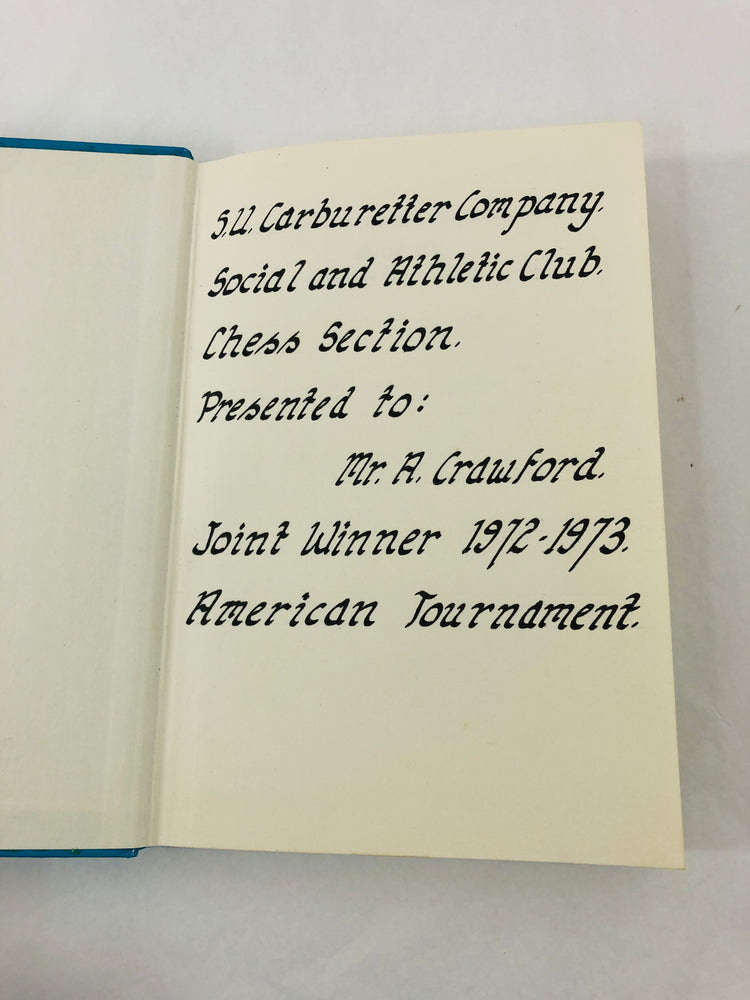 S.U. Carburetter Company.
Social and Athletic Club.
Chess Section.
Presented to:
Mr. A. Crawford.
Joint Winner 1972-1973.
American Tournament.